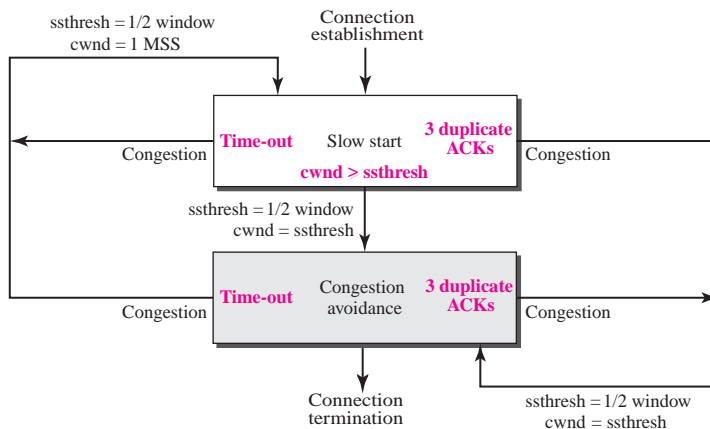 ssthresh = 1/2 window
cwnd = 1 MSS
Connection
establishment
Time-out
Slow start
3 duplicate
ACKs
cwnd ⩾ ssthresh
Congestion
Congestion
ssthresh = 1/2 window
cwnd = ssthresh
Time-out
Congestion
avoidance
3 duplicate
ACKs
Congestion
Congestion
Connection
termination
ssthresh = 1/2 window
cwnd = ssthresh